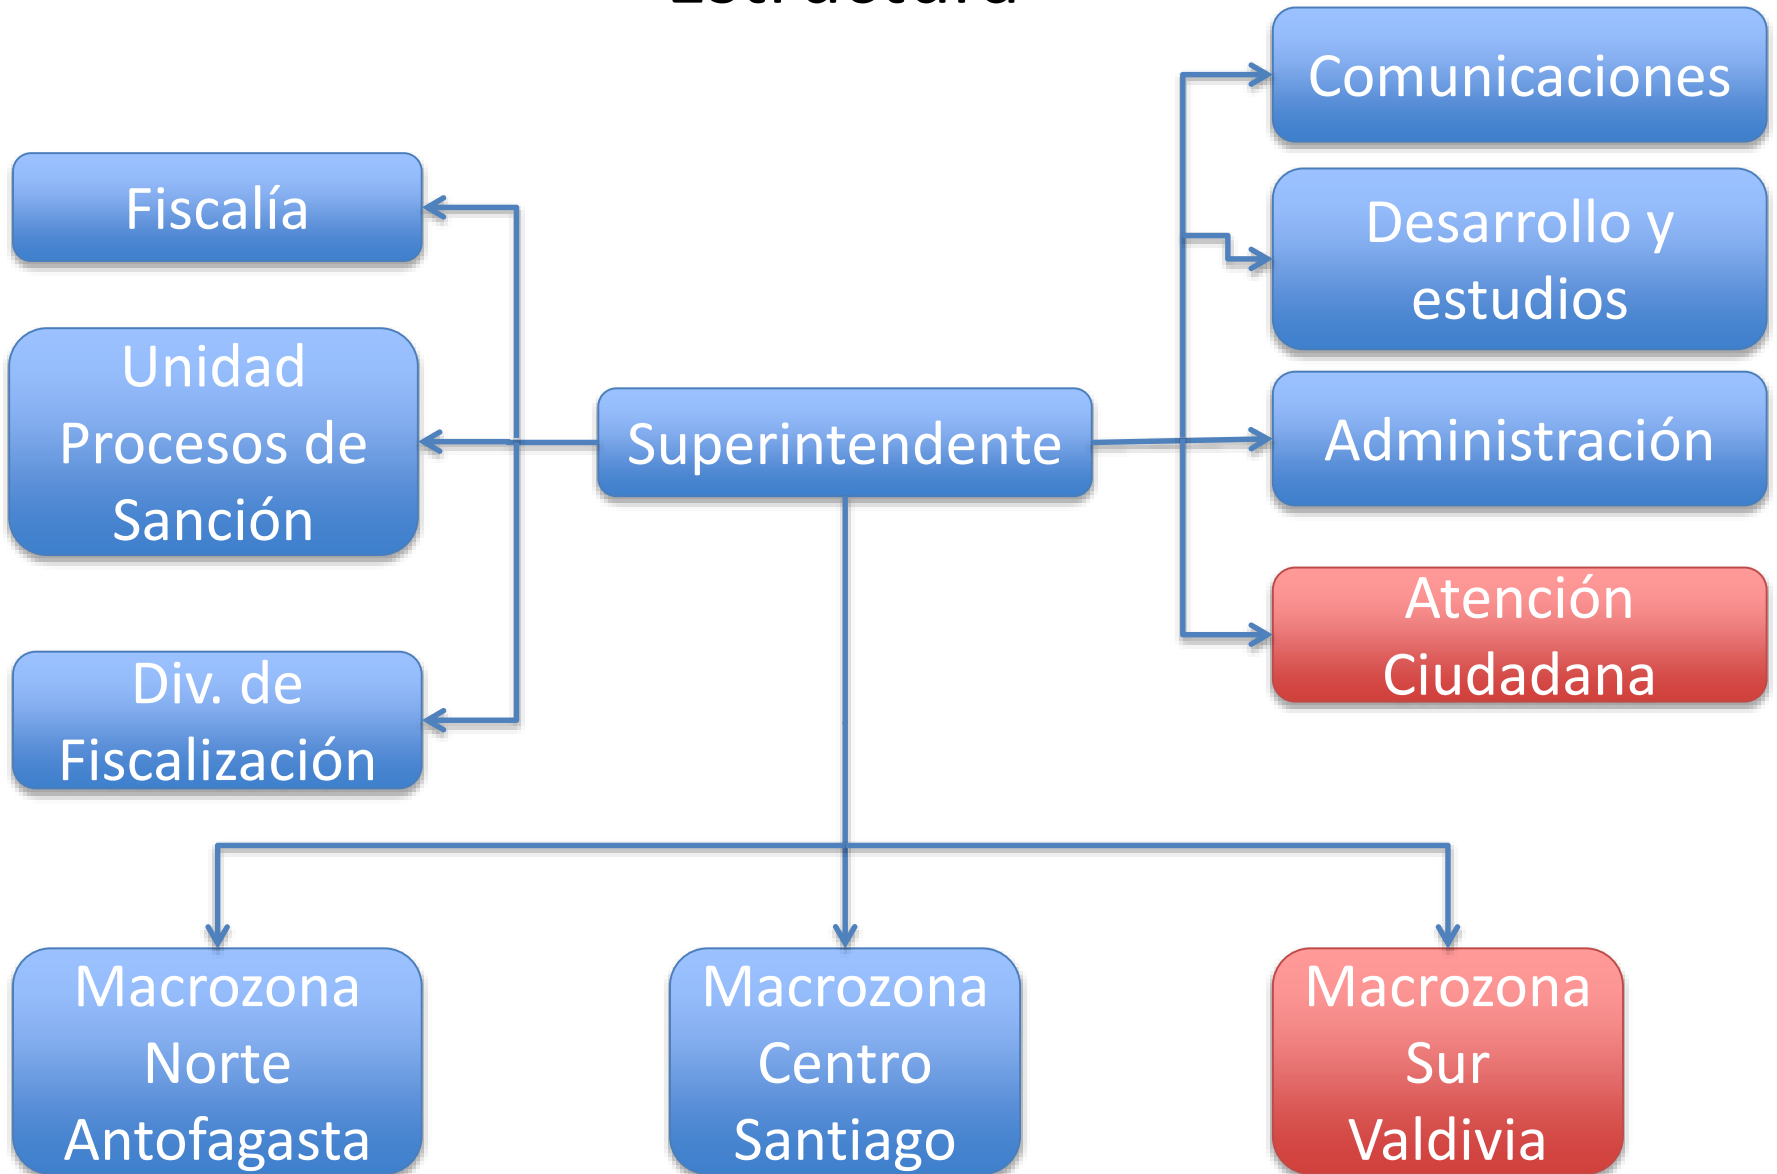 Estructura
Comunicaciones
Fiscalía
Desarrollo y
estudios
Unidad
Procesos de
Sanción
Superintendente
Administración
Atención
Ciudadana
Div. de
Fiscalización
Macrozona
Norte
Antofagasta
Macrozona
Centro
Santiago
Macrozona
Sur
Valdivia